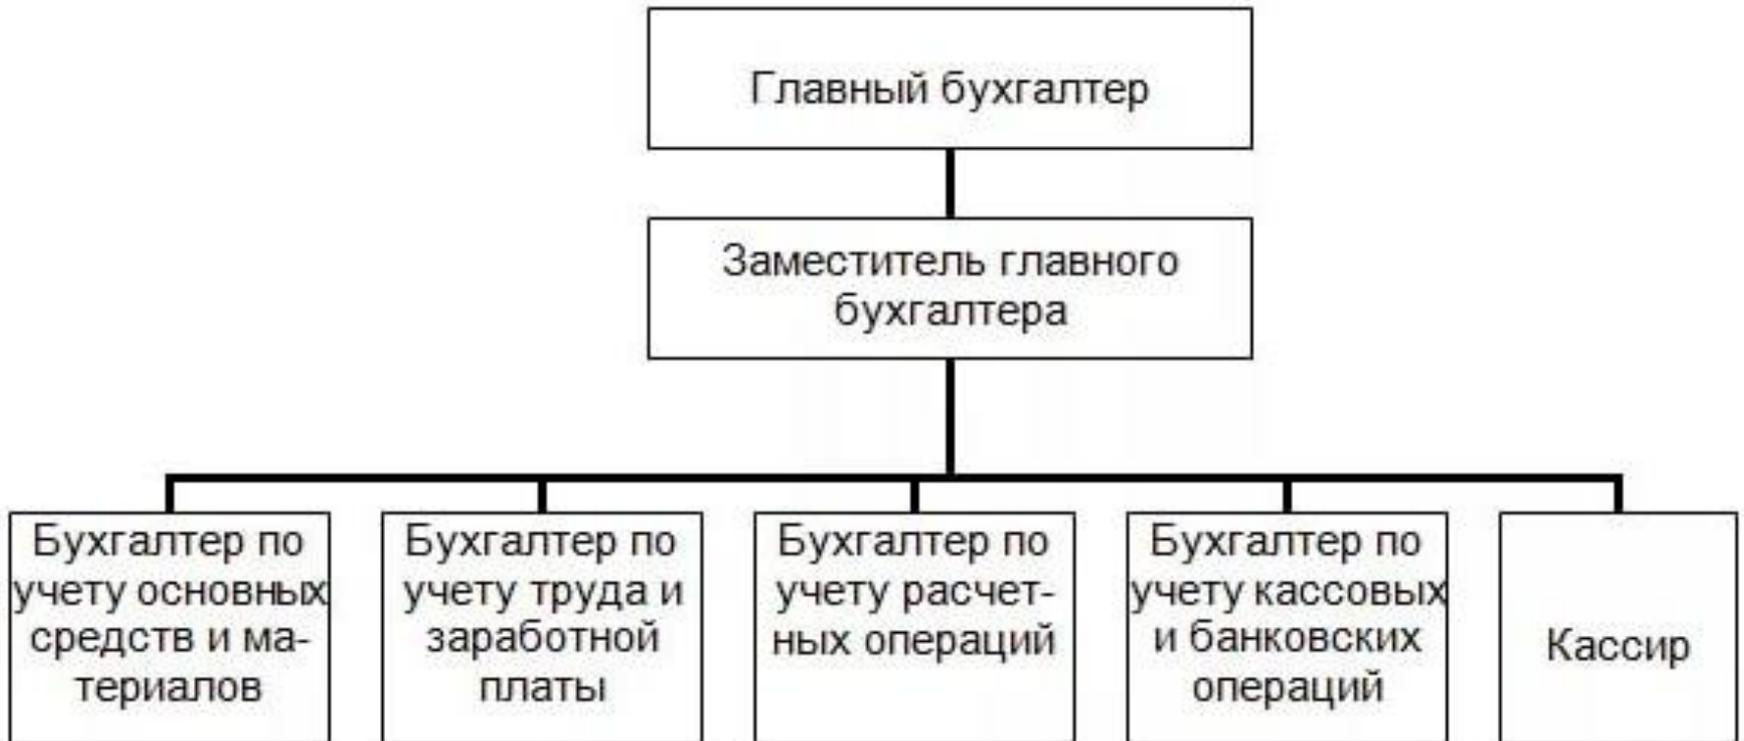 Главный бухгалтер
Заместитель главного
бухгалтера
Бухгалтер по
учету основных
средств и ма-
териалов
Бухгалтер по
учету труда и
заработной
платы
Бухгалтер по
учету расчет-
ных операций
Бухгалтер по
учету кассовых
и банковских
операций
Кассир